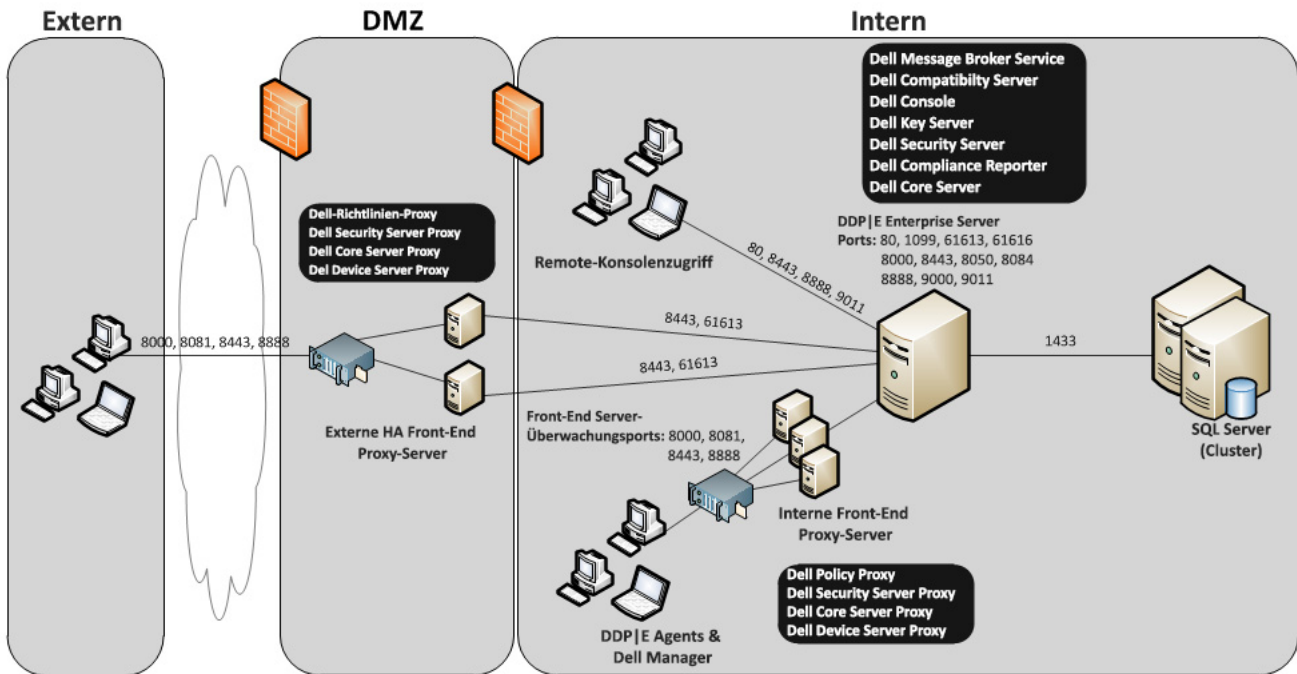 Extern
DMZ
Intern
Dell Message Broker Service
Dell Compatibilty Server
Dell Console
Dell Key Server
Dell Security Server
Dell Compliance Reporter
Dell Core Server
DDP|E Enterprise Server
Ports: 80, 1099, 61613, 61616
8000, 8443, 8050, 8084
8888, 9000, 9011
Dell-Richtlinien-Proxy
Dell Security Server Proxy
Dell Core Server Proxy
Del Device Server Proxy
Remote-Konsolenzugriff
80, 8443, 8888, 9011
8000, 8081, 8443, 8888
8443, 61613
8443, 61613
1433
Externe HA Front-End
Proxy-Server
Front-End Server-
Überwachungsports: 8000, 8081,
8443, 8888
SQL Server
(Cluster)
Interne Front-End
Proxy-Server
Dell Policy Proxy
Dell Security Server Proxy
Dell Core Server Proxy
Dell Device Server Proxy
DDP|E Agents &
Dell Manager